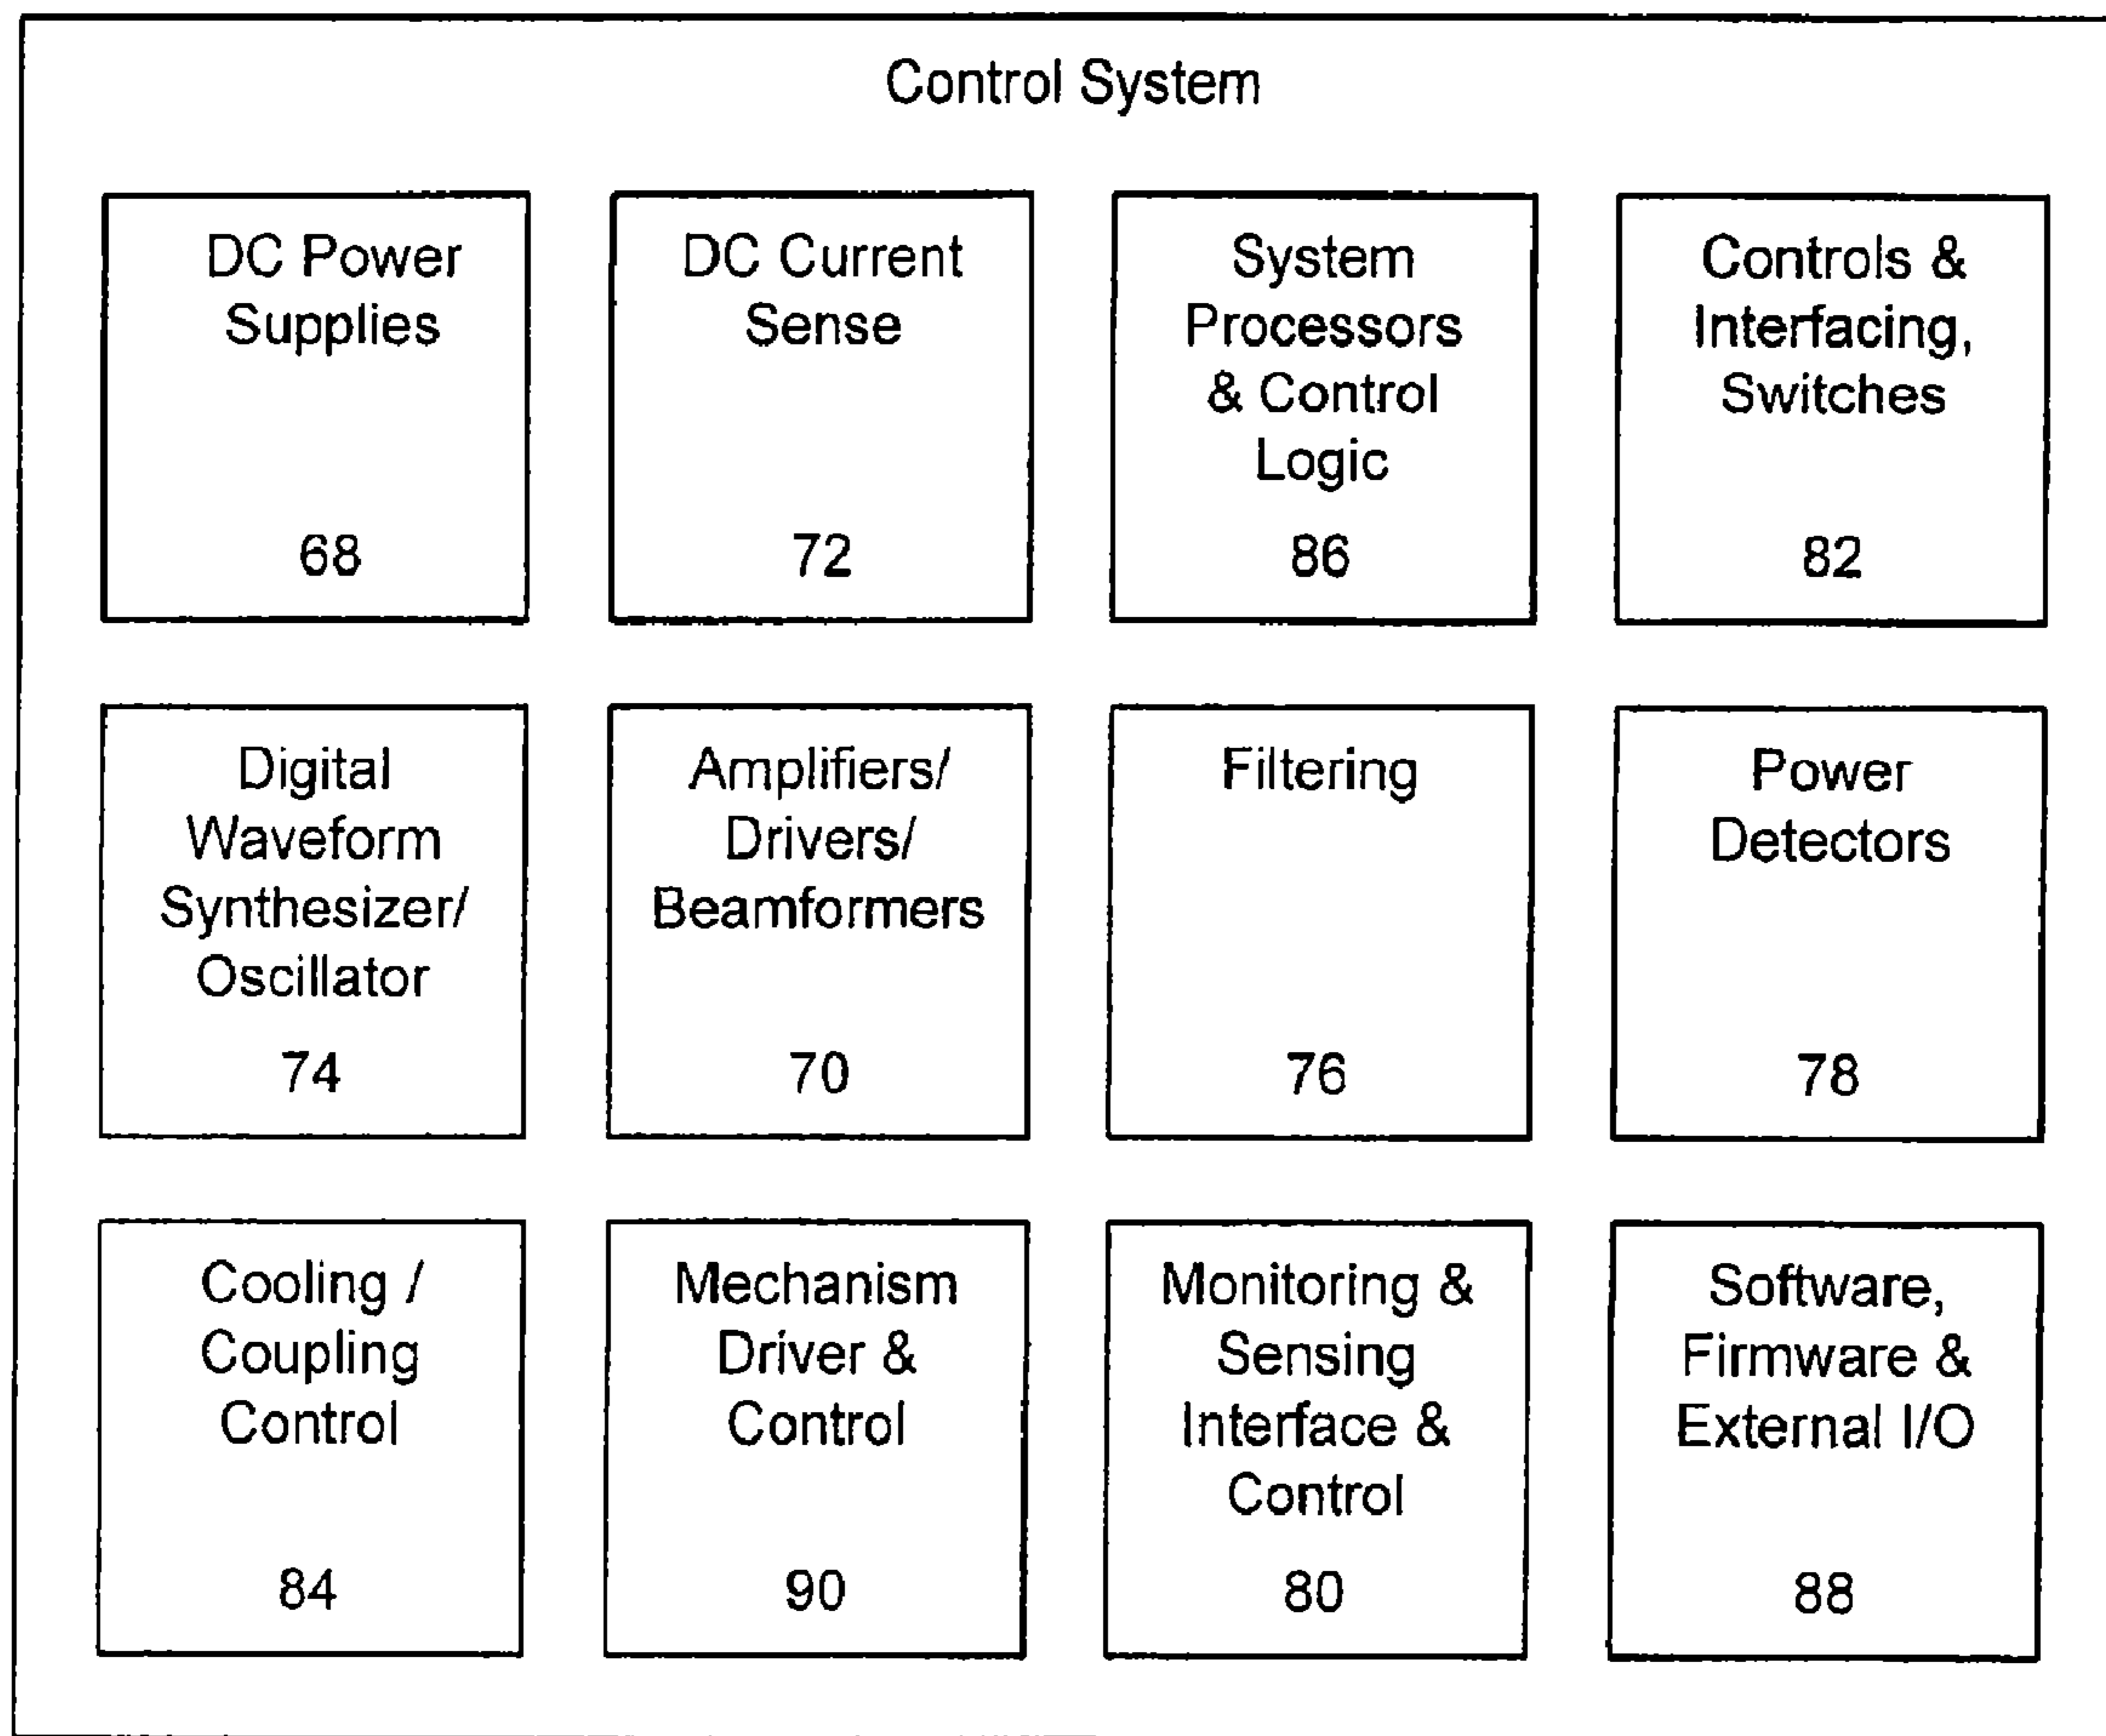 Control System
DC Power
Supplies
68
DC Current
Sense
72
System
Processors
& Control
Logic
86
Controls &
Interfacing,
Switches
82
Digital
Waveform
Synthesizer/
Oscillator
74
Amplifiers/
Drivers/
Beamformers
70
Filtering
76
Power
Detectors
78
Cooling /
Coupling
Control
84
Mechanism
Driver &
Control
90
Monitoring &
Sensing
Interface &
Control
80
Software,
Firmware &
External I/O
88